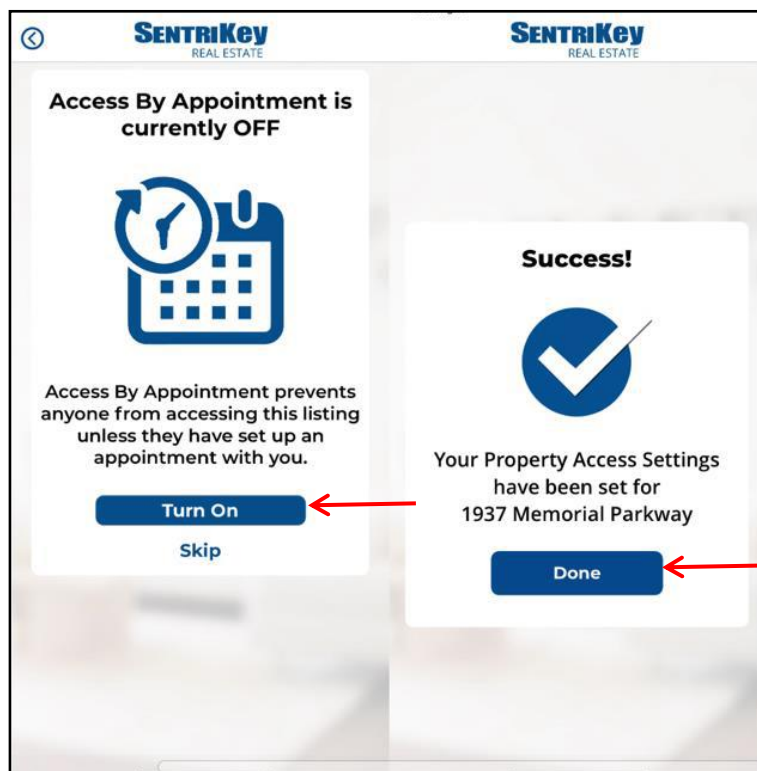 SENTRIKEY
REAL ESTATE
Access By Appointment is
currently OFF
Access By Appointment prevents
anyone from accessing this listing
unless they have set up an
appointment with you.
Turn On
Skip
SENTRIKEY
REAL ESTATE
Success!
Your Property Access Settings
have been set for
1937 Memorial Parkway
Done